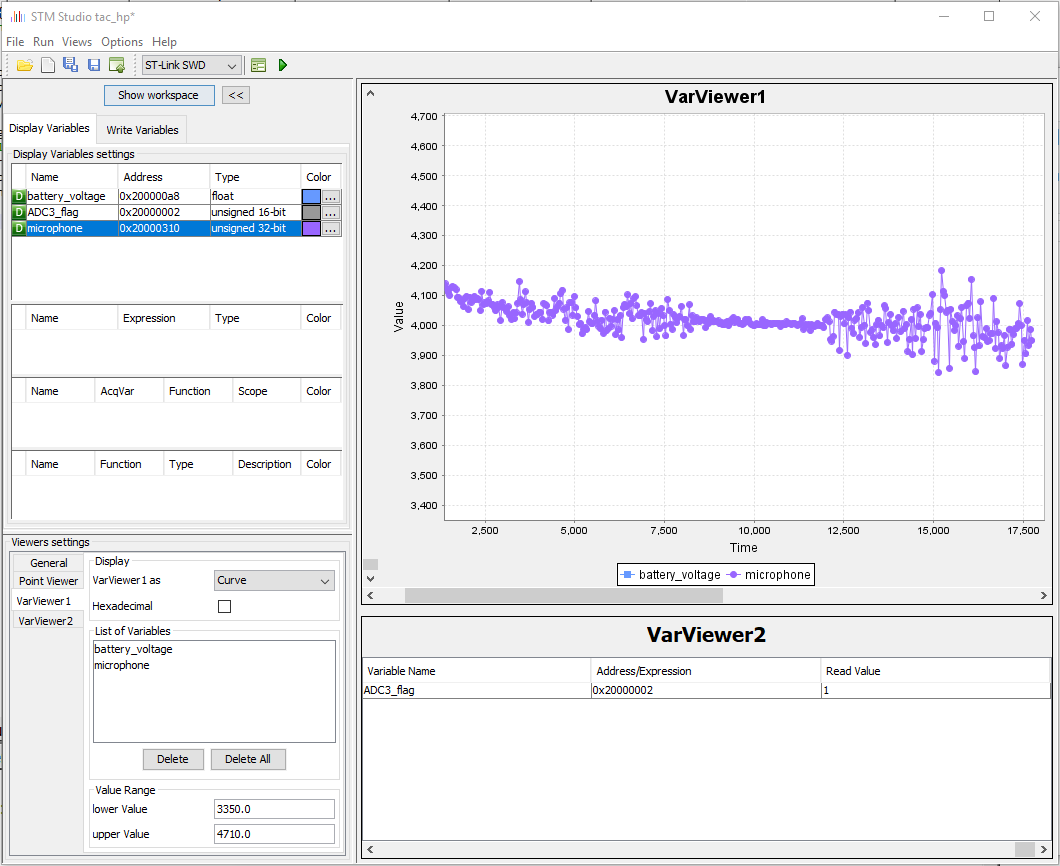 STM Studio tac_hp*
File Run Views Options Help
ST-Link SWD
Show workspace <<
Display Variables Write Variables
Display Variables settings
Name Address Type Color
D battery_voltage 0x200000a8 float ...
D ADC3_flag 0x20000002 unsigned 16-bit ...
D microphone 0x20000310 unsigned 32-bit ...
Name Expression Type Color
Name AcqVar Function Scope Color
Name Function Type Description Color
Viewers settings
General
Point Viewer
VarViewer1
VarViewer2
Display
VarViewer1 as Curve
Hexadecimal
List of Variables
battery_voltage
microphone
Delete Delete All
Value Range
lower Value 3350.0
upper Value 4710.0
VarViewer1
4,700
4,600
4,500
4,400
4,300
4,200
4,100
4,000
3,900
3,800
3,700
3,600
3,500
3,400
Value
2,500 5,000 7,500 10,000 12,500 15,000 17,500
Time
battery_voltage microphone
VarViewer2
Variable Name Address/Expression Read Value
ADC3_flag 0x20000002 1